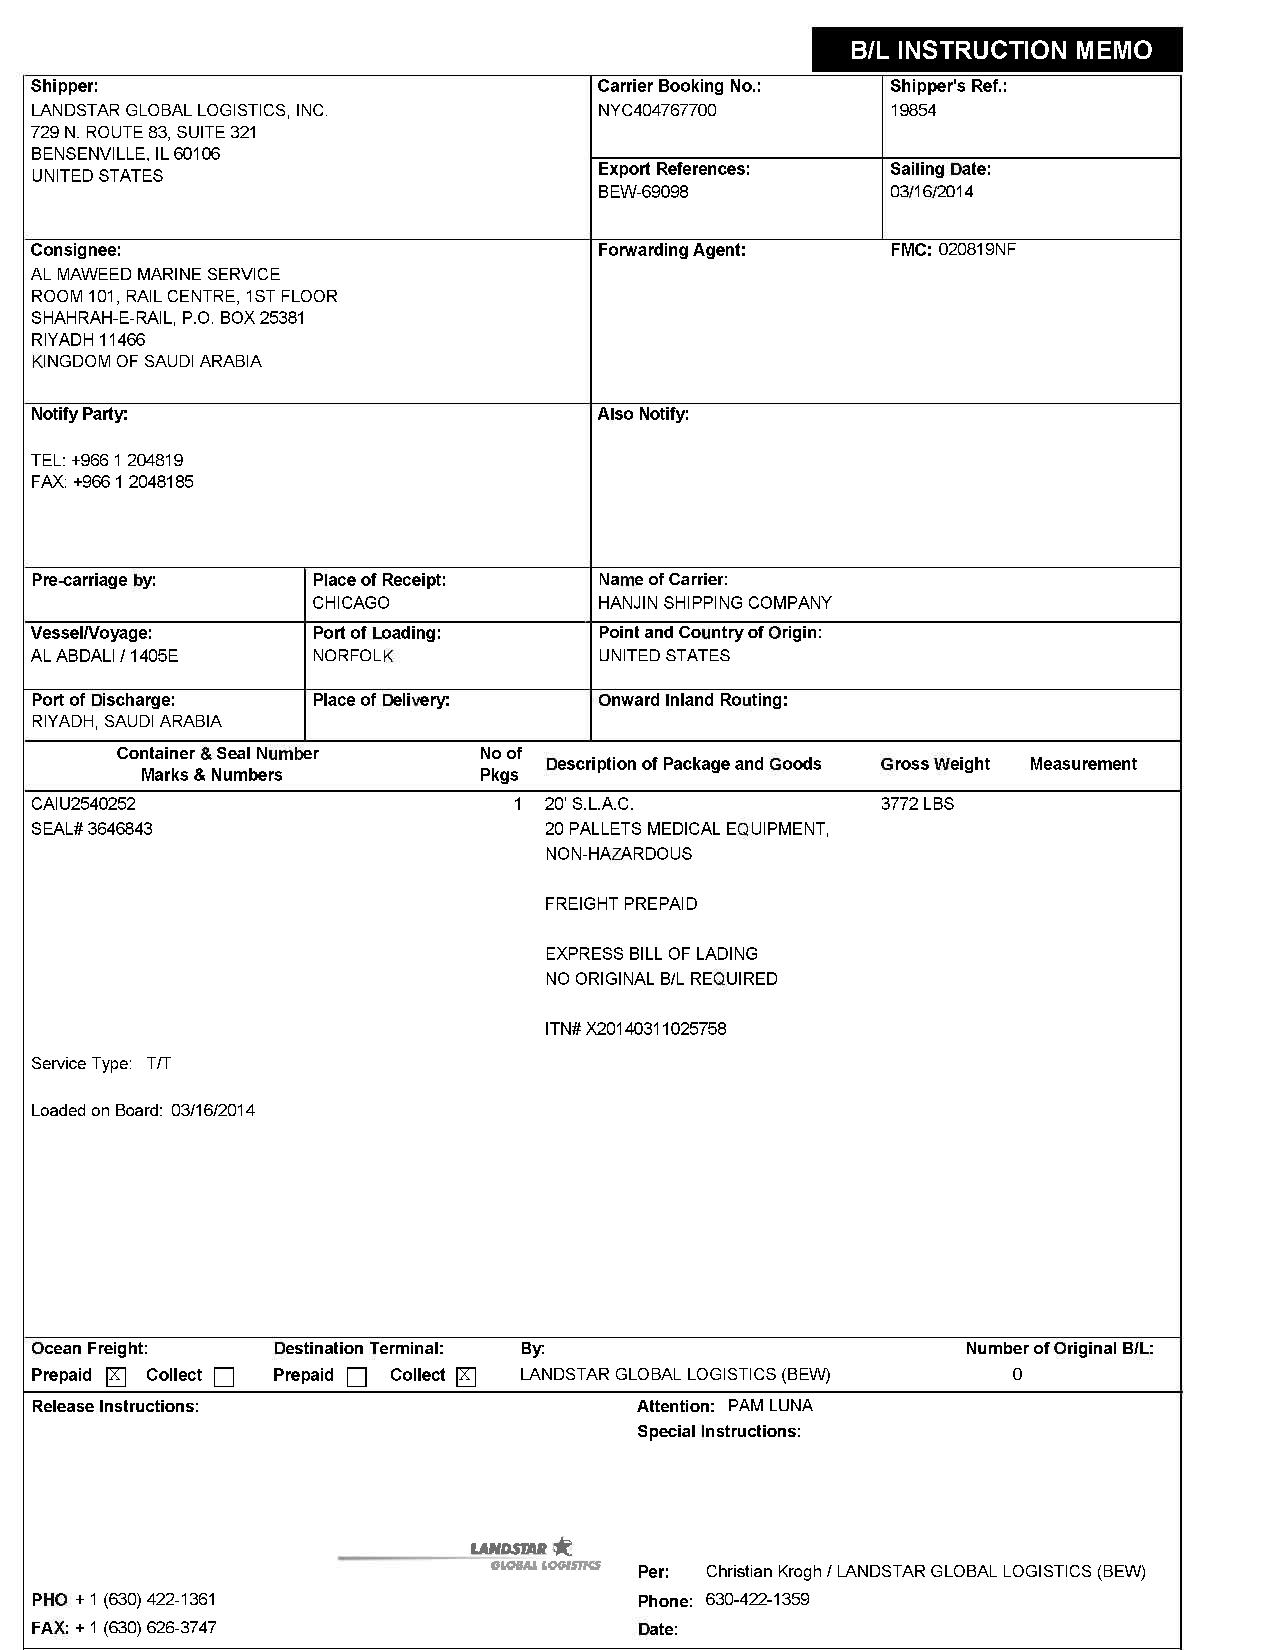 B/L INSTRUCTION MEMO
Shipper:
LANDSTAR GLOBAL LOGISTICS, INC.
729 N. ROUTE 83, SUITE 321
BENSENVILLE, IL 60106
UNITED STATES
Carrier Booking No.:
NYC404767700
Shipper's Ref.:
19854
Export References:
BEW-69098
Sailing Date:
03/16/2014
Consignee:
AL MAWEED MARINE SERVICE
ROOM 101, RAIL CENTRE, 1ST FLOOR
SHAHRAH-E-RAIL, P.O. BOX 25381
RIYADH 11466
KINGDOM OF SAUDI ARABIA
Forwarding Agent:
FMC: 020819NF
Notify Party:
TEL: +966 1 204819
FAX: +966 1 2048185
Also Notify:
Pre-carriage by:
Place of Receipt:
CHICAGO
Name of Carrier:
HANJIN SHIPPING COMPANY
Vessel/Voyage:
AL ABDALI / 1405E
Port of Loading:
NORFOLK
Point and Country of Origin:
UNITED STATES
Port of Discharge:
RIYADH, SAUDI ARABIA
Place of Delivery:
Onward Inland Routing:
Container & Seal Number
Marks & Numbers
No of
Pkgs
Description of Package and Goods
Gross Weight
Measurement
CAIU2540252
SEAL# 3646843
1
20' S.L.A.C.
3772 LBS
20 PALLETS MEDICAL EQUIPMENT,
NON-HAZARDOUS
FREIGHT PREPAID
EXPRESS BILL OF LADING
NO ORIGINAL B/L REQUIRED
ITN# X20140311025758
Service Type: T/T
Loaded on Board: 03/16/2014
Ocean Freight:
Prepaid X Collect
Destination Terminal:
Prepaid Collect X
By:
LANDSTAR GLOBAL LOGISTICS (BEW)
Number of Original B/L:
0
Release Instructions:
Attention: PAM LUNA
Special Instructions:
LANDSTAR
GLOBAL LOGISTICS
Per: Christian Krogh / LANDSTAR GLOBAL LOGISTICS (BEW)
PHO + 1 (630) 422-1361
Phone: 630-422-1359
FAX: + 1 (630) 626-3747
Date: